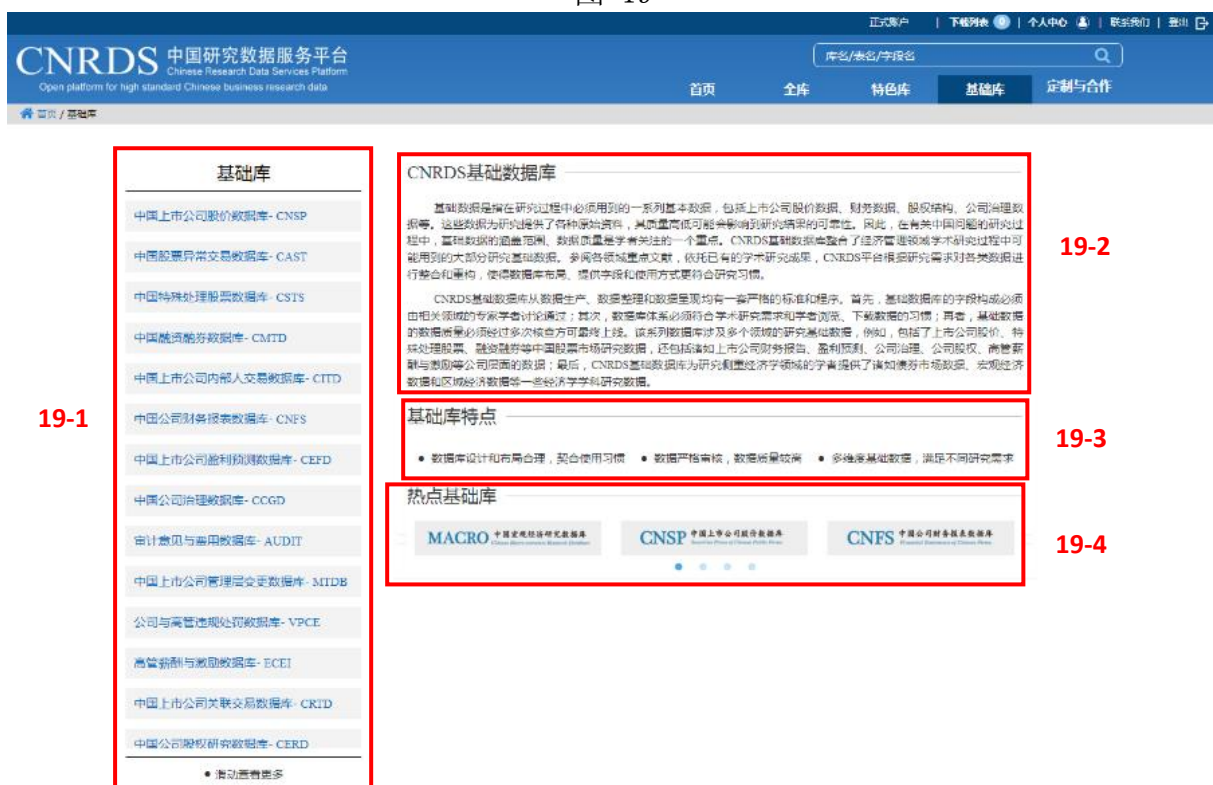 图 19
正式账户 | 下载列表 0 | 个人中心 | 联系我们 | 登出
CNRDS 中国研究数据服务平台
Chinese Research Data Services Platform
Open platform for high standard Chinese business research data
库名/表名/字段名
首页 全库 特色库 基础库 定制与合作
首页 / 基础库
基础库
中国上市公司股价数据库- CNSP
中国股票异常交易数据库- CAST
中国特殊处理股票数据库- CSTS
中国融资融券数据库- CMTD
中国上市公司内部人交易数据库- CITD
中国公司财务报表数据库- CNFS
中国上市公司盈利预测数据库- CEFD
中国公司治理数据库- CCGD
审计意见与费用数据库- AUDIT
中国上市公司管理层变更数据库- MTDB
公司与高管违规处罚数据库- VPCE
高管薪酬与激励数据库- ECEI
中国上市公司关联交易数据库- CRTD
中国公司股权研究数据库- CERD
● 滑动查看更多
19-1
CNRDS基础数据库
基础数据是指在研究过程中必须用到的一系列基本数据，包括上市公司股价数据、财务数据、股权结构、公司治理数
据等。这些数据为研究提供了各种原始资料，其质量高低可能会影响到研究结果的可靠性。因此，在有关中国问题的研究过
程中，基础数据的涵盖范围、数据质量是学者关注的一个重点。CNRDS基础数据库整合了经济管理领域学术研究过程中可
能用到的大部分研究基础数据。参阅各领域重点文献，依托已有的学术研究成果，CNRDS平台根据研究需求对各类数据进
行整合和重构，使得数据库布局、提供字段和使用方式更符合研究习惯。
CNRDS基础数据库从数据生产、数据整理和数据呈现均有一套严格的标准和程序。首先，基础数据库的字段构成必须
由相关领域的专家学者讨论通过；其次，数据库体系必须符合学术研究需求和学者浏览、下载数据的习惯；再者，基础数据
的数据质量必须经过多次核查方可最终上线。该系列数据库涉及多个领域的研究基础数据，例如，包括了上市公司股价、特
殊处理股票、融资融券等中国股票市场研究数据，还包括诸如上市公司财务报告、盈利预测、公司治理、公司股权、高管薪
酬与激励等公司层面的数据；最后，CNRDS基础数据库为研究侧重经济学领域的学者提供了诸如债券市场数据、宏观经济
数据和区域经济数据等一些经济学学科研究数据。
19-2
基础库特点
● 数据库设计和布局合理，契合使用习惯 ● 数据严格审核，数据质量较高 ● 多维度基础数据，满足不同研究需求
19-3
热点基础库
MACRO 中国宏观经济研究数据库
CNSP 中国上市公司股价数据库
CNFS 中国公司财务报表数据库
19-4